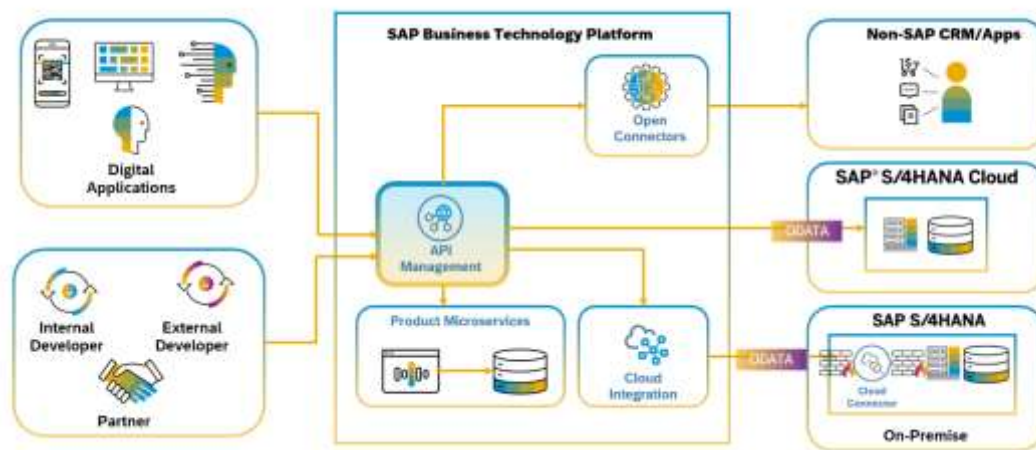 Digital
Applications
Internal
Developer
External
Developer
Partner
SAP Business Technology Platform
Open
Connectors
API
Management
Product Microservices
Cloud
Integration
Non-SAP CRM/Apps
SAP® S/4HANA Cloud
ODATA
SAP S/4HANA
ODATA
Cloud
Connector
On-Premise